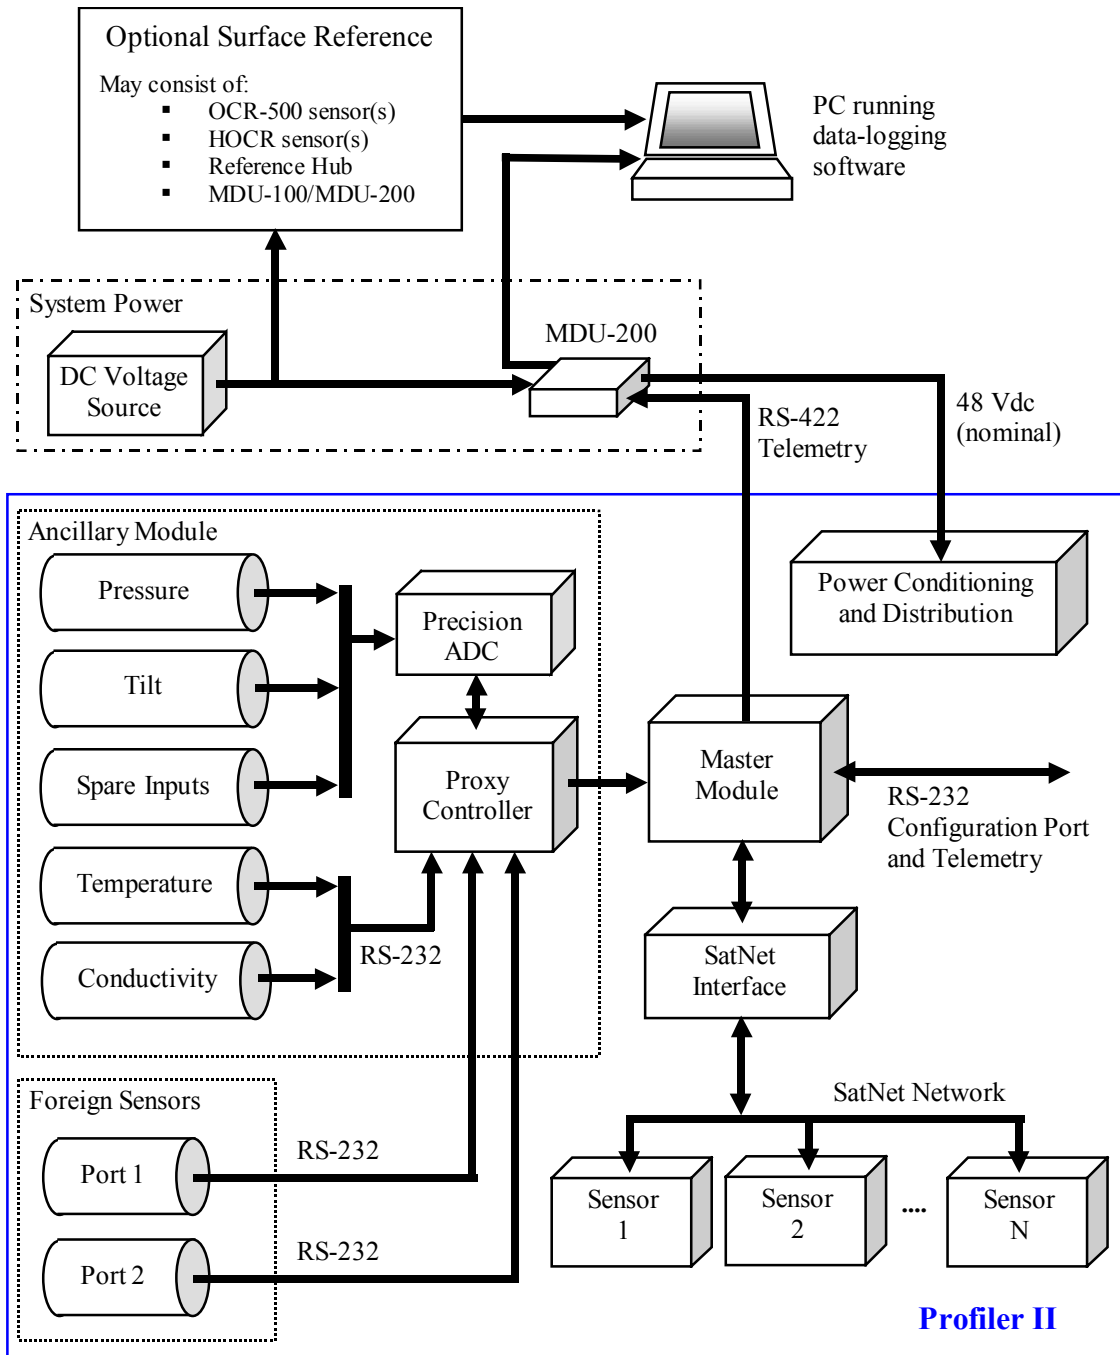 Optional Surface Reference
May consist of:
▪ OCR-500 sensor(s)
▪ HOCR sensor(s)
▪ Reference Hub
▪ MDU-100/MDU-200
PC running
data-logging
software
System Power
DC Voltage
Source
MDU-200
RS-422
Telemetry
48 Vdc
(nominal)
Ancillary Module
Pressure
Tilt
Spare Inputs
Temperature
Conductivity
Precision
ADC
Proxy
Controller
RS-232
Power Conditioning
and Distribution
Master
Module
RS-232
Configuration Port
and Telemetry
SatNet
Interface
SatNet Network
Foreign Sensors
Port 1
RS-232
Port 2
RS-232
Sensor
1
Sensor
2
....
Sensor
N
Profiler II